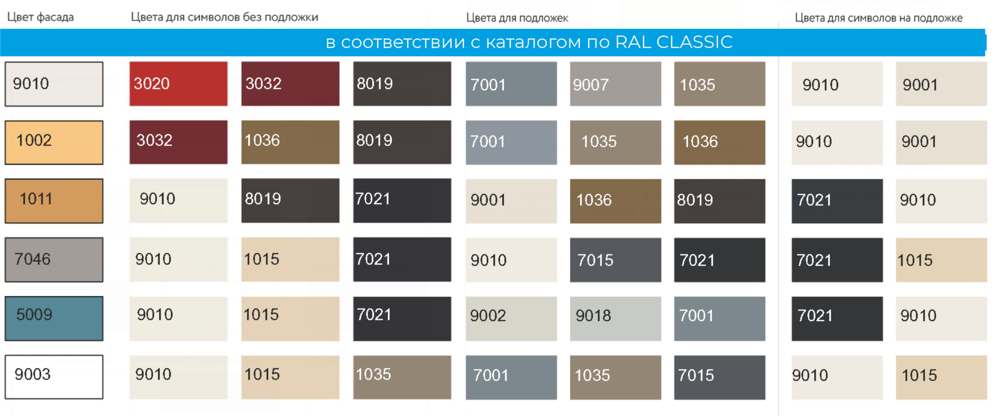 Цвет фасада Цвета для символов без подложки Цвета для подложек Цвета для символов на подложке
в соответствии с каталогом по RAL CLASSIC
9010 3020 3032 8019 7001 9007 1035 9010 9001
1002 3032 1036 8019 7001 1035 1036 9010 9001
1011 9010 8019 7021 9001 1036 8019 7021 9010
7046 9010 1015 7021 9010 7015 7021 7021 1015
5009 9010 1015 7021 9002 9018 7001 7021 9010
9003 9010 1015 1035 7001 1035 7015 9010 1015